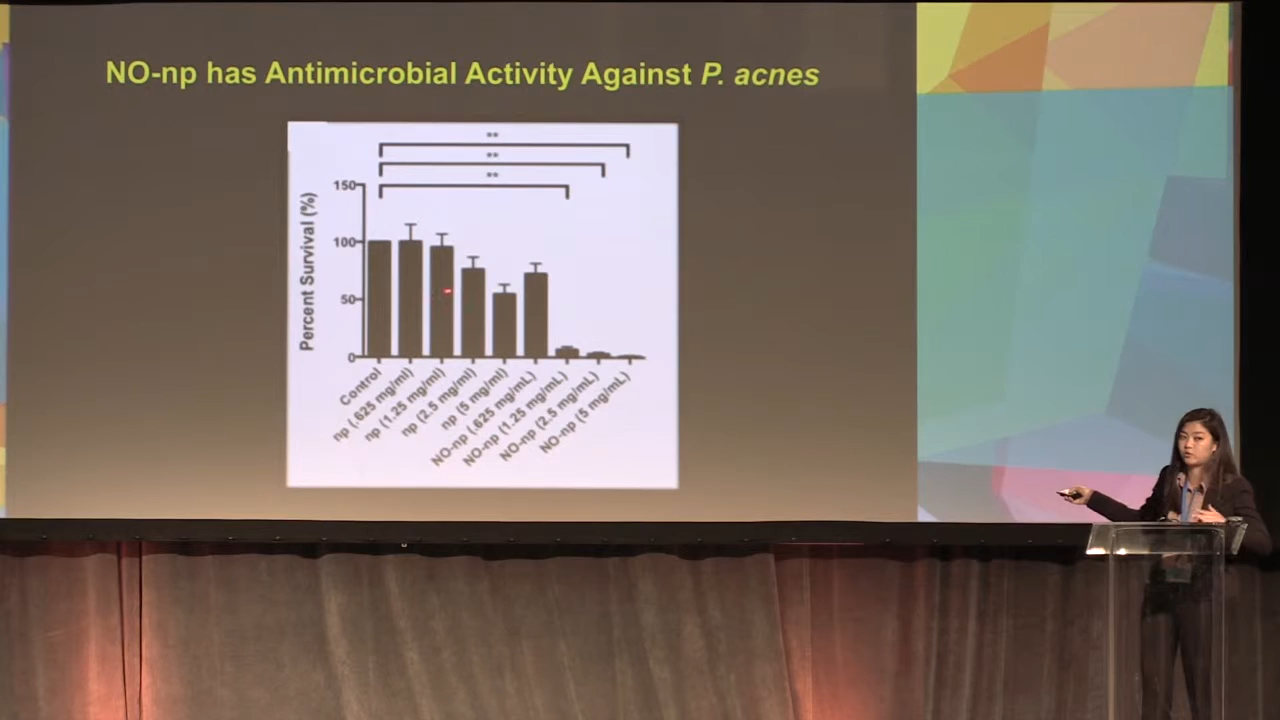 NO-np has Antimicrobial Activity Against P. acnes
**
**
**
Percent Survival (%)
150
100
50
0
Control
np (.625 mg/ml)
np (1.25 mg/ml)
np (2.5 mg/ml)
np (5 mg/ml)
NO-np (.625 mg/mL)
NO-np (1.25 mg/mL)
NO-np (2.5 mg/mL)
NO-np (5 mg/mL)